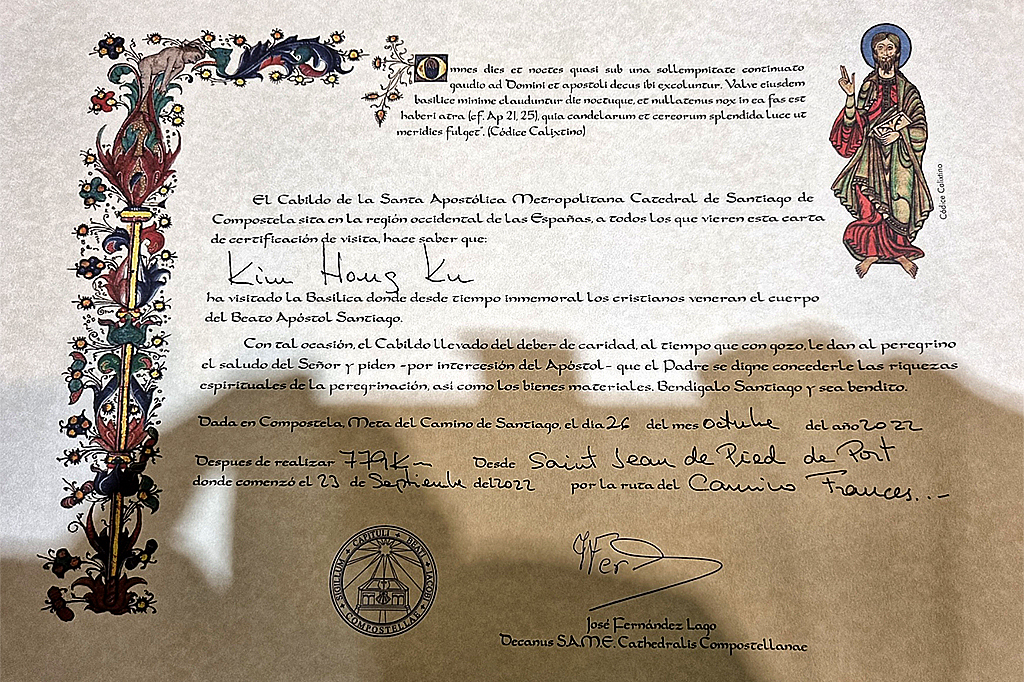 Omnes dies et noctes quasi sub una sollempnitate continuato
gaudio ad Domini et apostoli decus ibi excoluntur. Valve eiusdem
basilice minime clauduntur die noctuque, et nullatenus nox in ea fas est
haberi atra (cf. Ap 21, 25), quia candelarum et cereorum splendida luce ut
meridies fulget". (Códice Calixtino)
Códice Calixtino
El Cabildo de la Santa Apostólica Metropolitana Catedral de Santiago de
Compostela sita en la región occidental de las Españas, a todos los que vieren esta carta
de certificación de visita, hace saber que:
Kim Hong Ku
ha visitado la Basílica donde desde tiempo inmemoral los cristianos veneran el cuerpo
del Beato Apóstol Santiago.
Con tal ocasión, el Cabildo llevado del deber de caridad, al tiempo que con gozo, le dan al peregrino
el saludo del Señor y piden -por intercesión del Apóstol- que el Padre se digne concederle las riquezas
espirituales de la peregrinación, así como los bienes materiales. Bendígalo Santiago y sea bendito.
Dada en Compostela, Meta del Camino de Santiago, el día 26 del mes octubre del año 2022
Despues de realizar 779 Km Desde Saint Jean de Pied de Port
donde comenzó el 23 de Septiembre del 2022 por la ruta del Camino Frances..-
SIGILLUM CAPITULI BEATI JACOBI COMPOSTELLAE
José Fernández Lago
Decanus S.A.M.E. Cathedralis Compostellanae